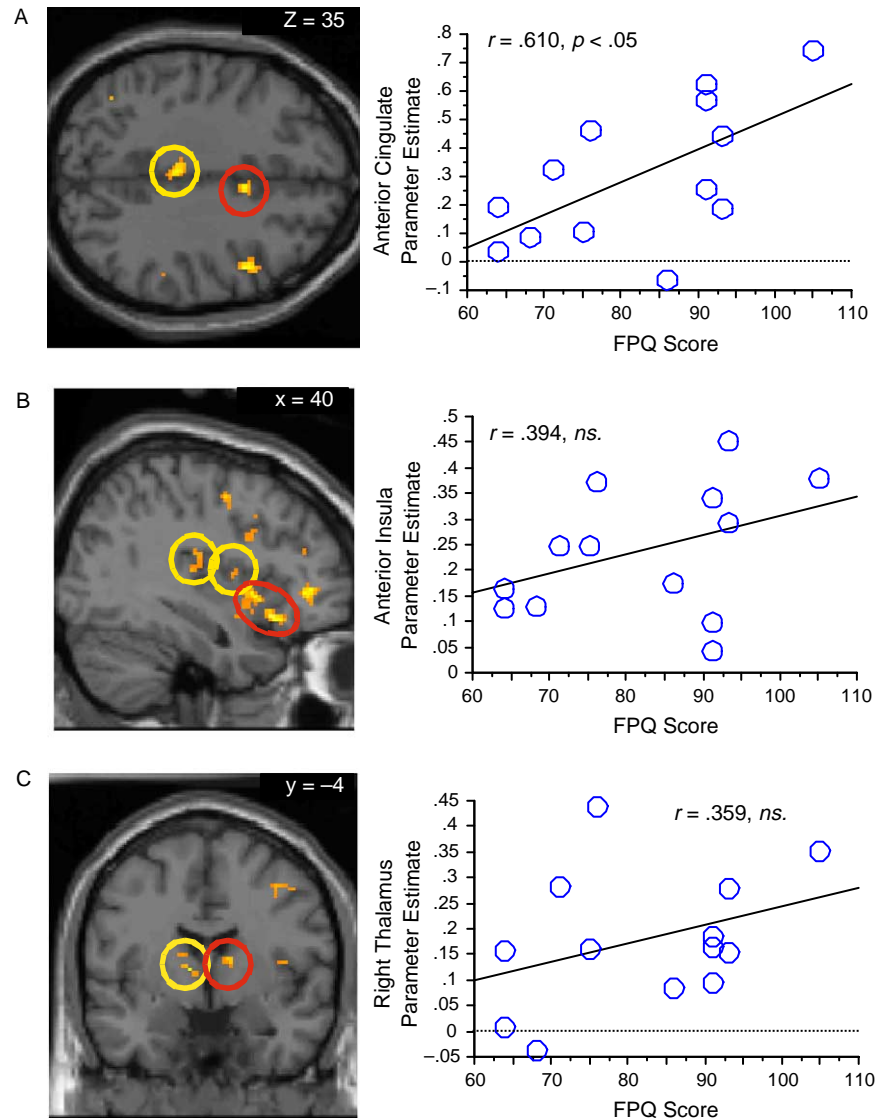 A
Z = 35
r = .610, p < .05
Anterior Cingulate
Parameter Estimate
.8
.7
.6
.5
.4
.3
.2
.1
0
–.1
60 70 80 90 100 110
FPQ Score
B
x = 40
r = .394, ns.
Anterior Insula
Parameter Estimate
.5
.45
.4
.35
.3
.25
.2
.15
.1
.05
0
60 70 80 90 100 110
FPQ Score
C
y = –4
r = .359, ns.
Right Thalamus
Parameter Estimate
.45
.4
.35
.3
.25
.2
.15
.1
.05
0
–.05
60 70 80 90 100 110
FPQ Score